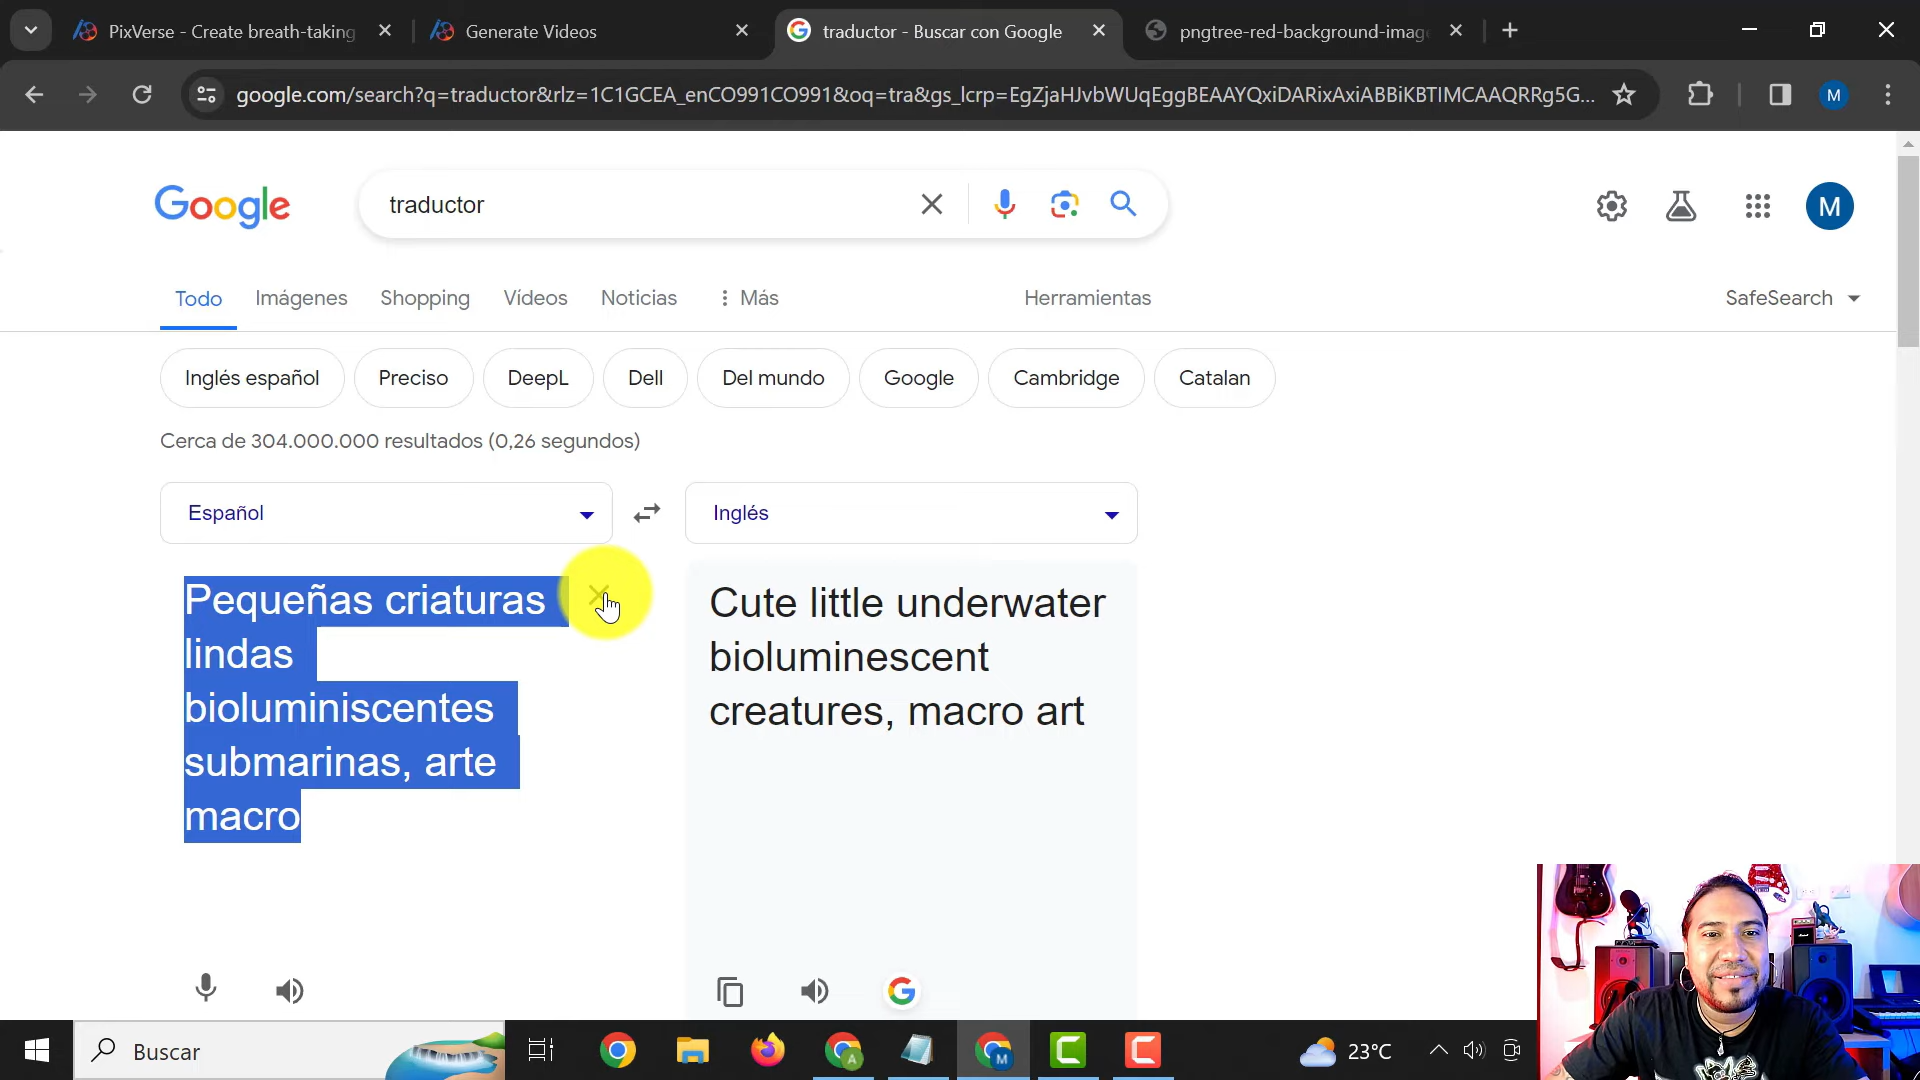 PixVerse - Create breath-taking
Generate Videos
traductor - Buscar con Google
pngtree-red-background-imag
google.com/search?q=traductor&rlz=1C1GCEA_enCO991CO991&oq=tra&gs_lcrp=EgZjaHJvbWUqEggBEAAYQxiDARixAxiABBiKBTIMCAAQRRg5G...
M
Google
traductor
M
Todo
Imágenes
Shopping
Vídeos
Noticias
Más
Herramientas
SafeSearch
Inglés español
Preciso
DeepL
Dell
Del mundo
Google
Cambridge
Catalan
Cerca de 304.000.000 resultados (0,26 segundos)
Español
Inglés
Pequeñas criaturas
lindas
bioluminiscentes
submarinas, arte
macro
Cute little underwater
bioluminescent
creatures, macro art
Buscar
A
M
23°C